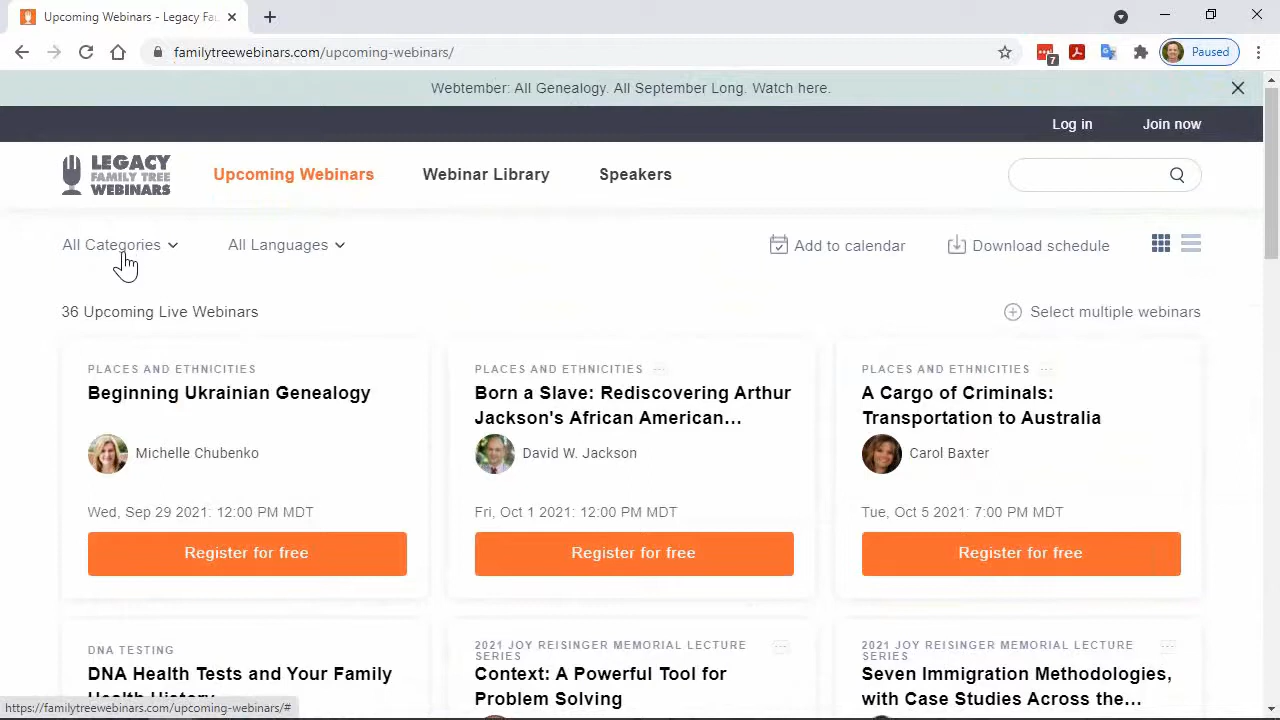 Upcoming Webinars - Legacy Fa
familytreewebinars.com/upcoming-webinars/
7
Paused
Webtember: All Genealogy. All September Long. Watch here.
Log in
Join now
LEGACY
FAMILY TREE
WEBINARS
Upcoming Webinars
Webinar Library
Speakers
All Categories
All Languages
Add to calendar
Download schedule
36 Upcoming Live Webinars
Select multiple webinars
PLACES AND ETHNICITIES
Beginning Ukrainian Genealogy
Michelle Chubenko
Wed, Sep 29 2021: 12:00 PM MDT
Register for free
PLACES AND ETHNICITIES ...
Born a Slave: Rediscovering Arthur
Jackson's African American...
David W. Jackson
Fri, Oct 1 2021: 12:00 PM MDT
Register for free
PLACES AND ETHNICITIES ...
A Cargo of Criminals:
Transportation to Australia
Carol Baxter
Tue, Oct 5 2021: 7:00 PM MDT
Register for free
DNA TESTING
DNA Health Tests and Your Family
Health History
2021 JOY REISINGER MEMORIAL LECTURE ...
SERIES
Context: A Powerful Tool for
Problem Solving
2021 JOY REISINGER MEMORIAL LECTURE ...
SERIES
Seven Immigration Methodologies,
with Case Studies Across the...
https://familytreewebinars.com/upcoming-webinars/#